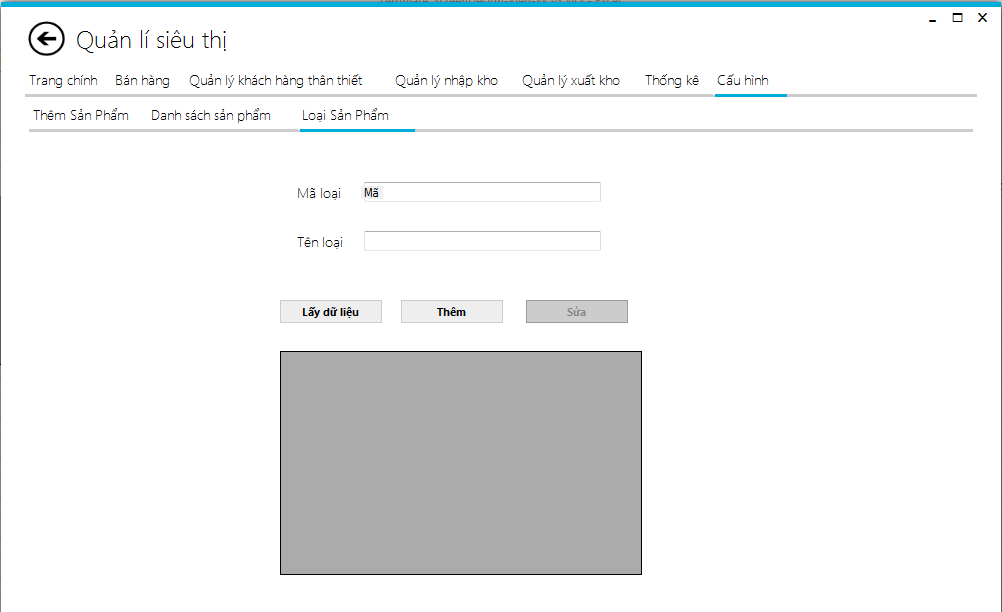 Quản lí siêu thị
Trang chính Bán hàng Quản lý khách hàng thân thiết Quản lý nhập kho Quản lý xuất kho Thống kê Cấu hình
Thêm Sản Phẩm Danh sách sản phẩm Loại Sản Phẩm
Mã loại Mã
Tên loại
Lấy dữ liệu Thêm Sửa